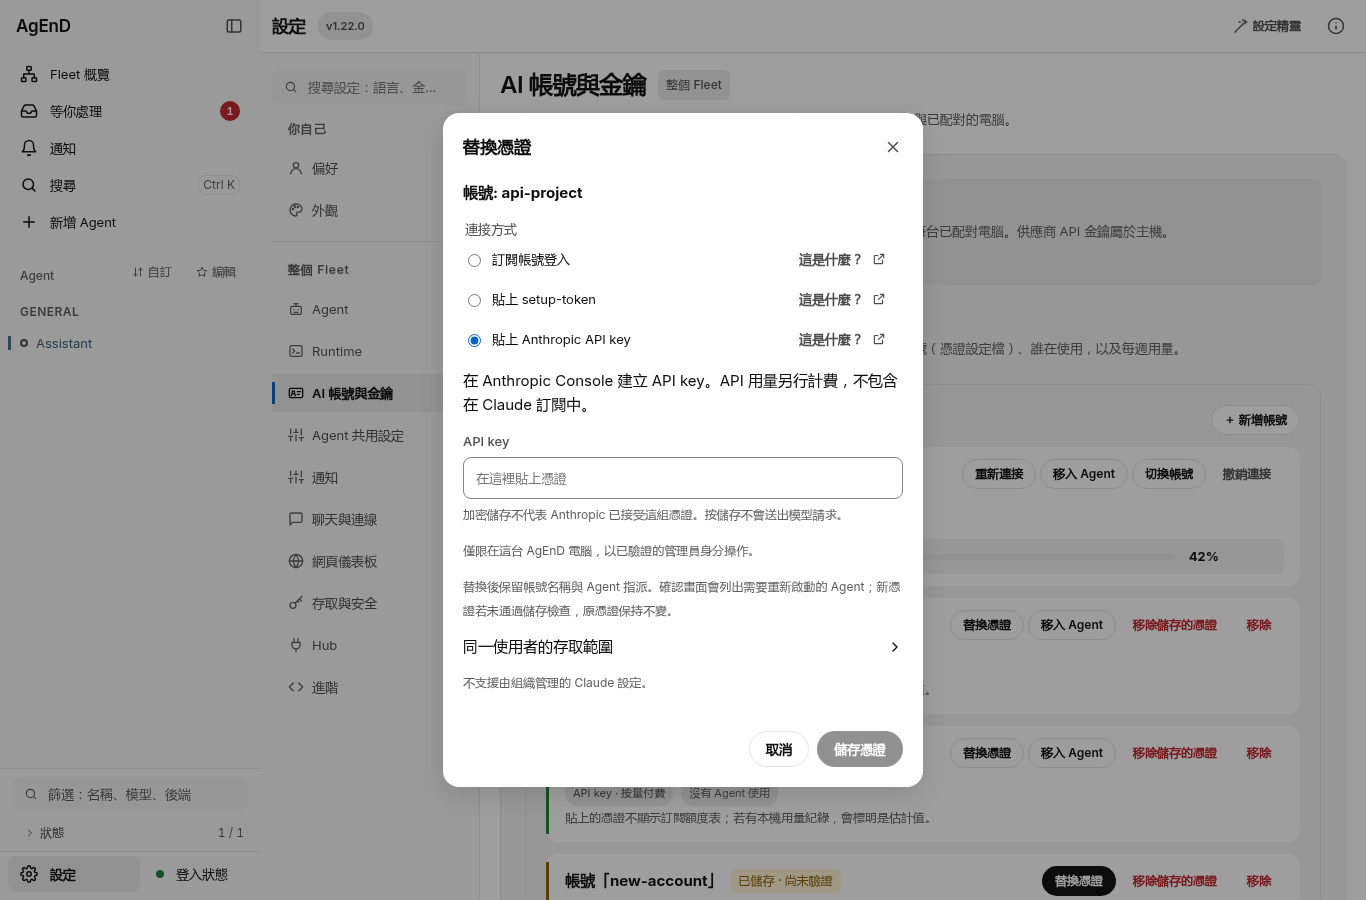 AgEnD
Fleet 概覽
等你處理
1
通知
搜尋
Ctrl K
新增 Agent
Agent
自訂
編輯
GENERAL
Assistant
篩選：名稱、模型、後端
狀態
1 / 1
設定
登入狀態
設定
v1.22.0
設定精靈
搜尋設定：語言、金...
你自己
偏好
外觀
整個 Fleet
Agent
Runtime
AI 帳號與金鑰
Agent 共用設定
通知
聊天與連線
網頁儀表板
存取與安全
Hub
進階
AI 帳號與金鑰
整個 Fleet
與已配對的電腦。
台已配對電腦。供應商 API 金鑰屬於主機。
（憑證設定檔）、誰在使用，以及每週用量。
+ 新增帳號
重新連接
移入 Agent
切換帳號
撤銷連接
42%
替換憑證
移入 Agent
移除儲存的憑證
移除
替換憑證
移入 Agent
移除儲存的憑證
移除
API key · 按量付費
沒有 Agent 使用
貼上的憑證不顯示訂閱額度表；若有本機用量紀錄，會標明是估計值。
帳號「new-account」
已儲存 · 尚未驗證
替換憑證
移除儲存的憑證
移除
替換憑證
帳號: api-project
連接方式
訂閱帳號登入
這是什麼？
貼上 setup-token
這是什麼？
貼上 Anthropic API key
這是什麼？
在 Anthropic Console 建立 API key。API 用量另行計費，不包含
在 Claude 訂閱中。
API key
在這裡貼上憑證
加密儲存不代表 Anthropic 已接受這組憑證。按儲存不會送出模型請求。
僅限在這台 AgEnD 電腦，以已驗證的管理員身分操作。
替換後保留帳號名稱與 Agent 指派。確認畫面會列出需要重新啟動的 Agent；新憑
證若未通過儲存檢查，原憑證保持不變。
同一使用者的存取範圍
不支援由組織管理的 Claude 設定。
取消
儲存憑證